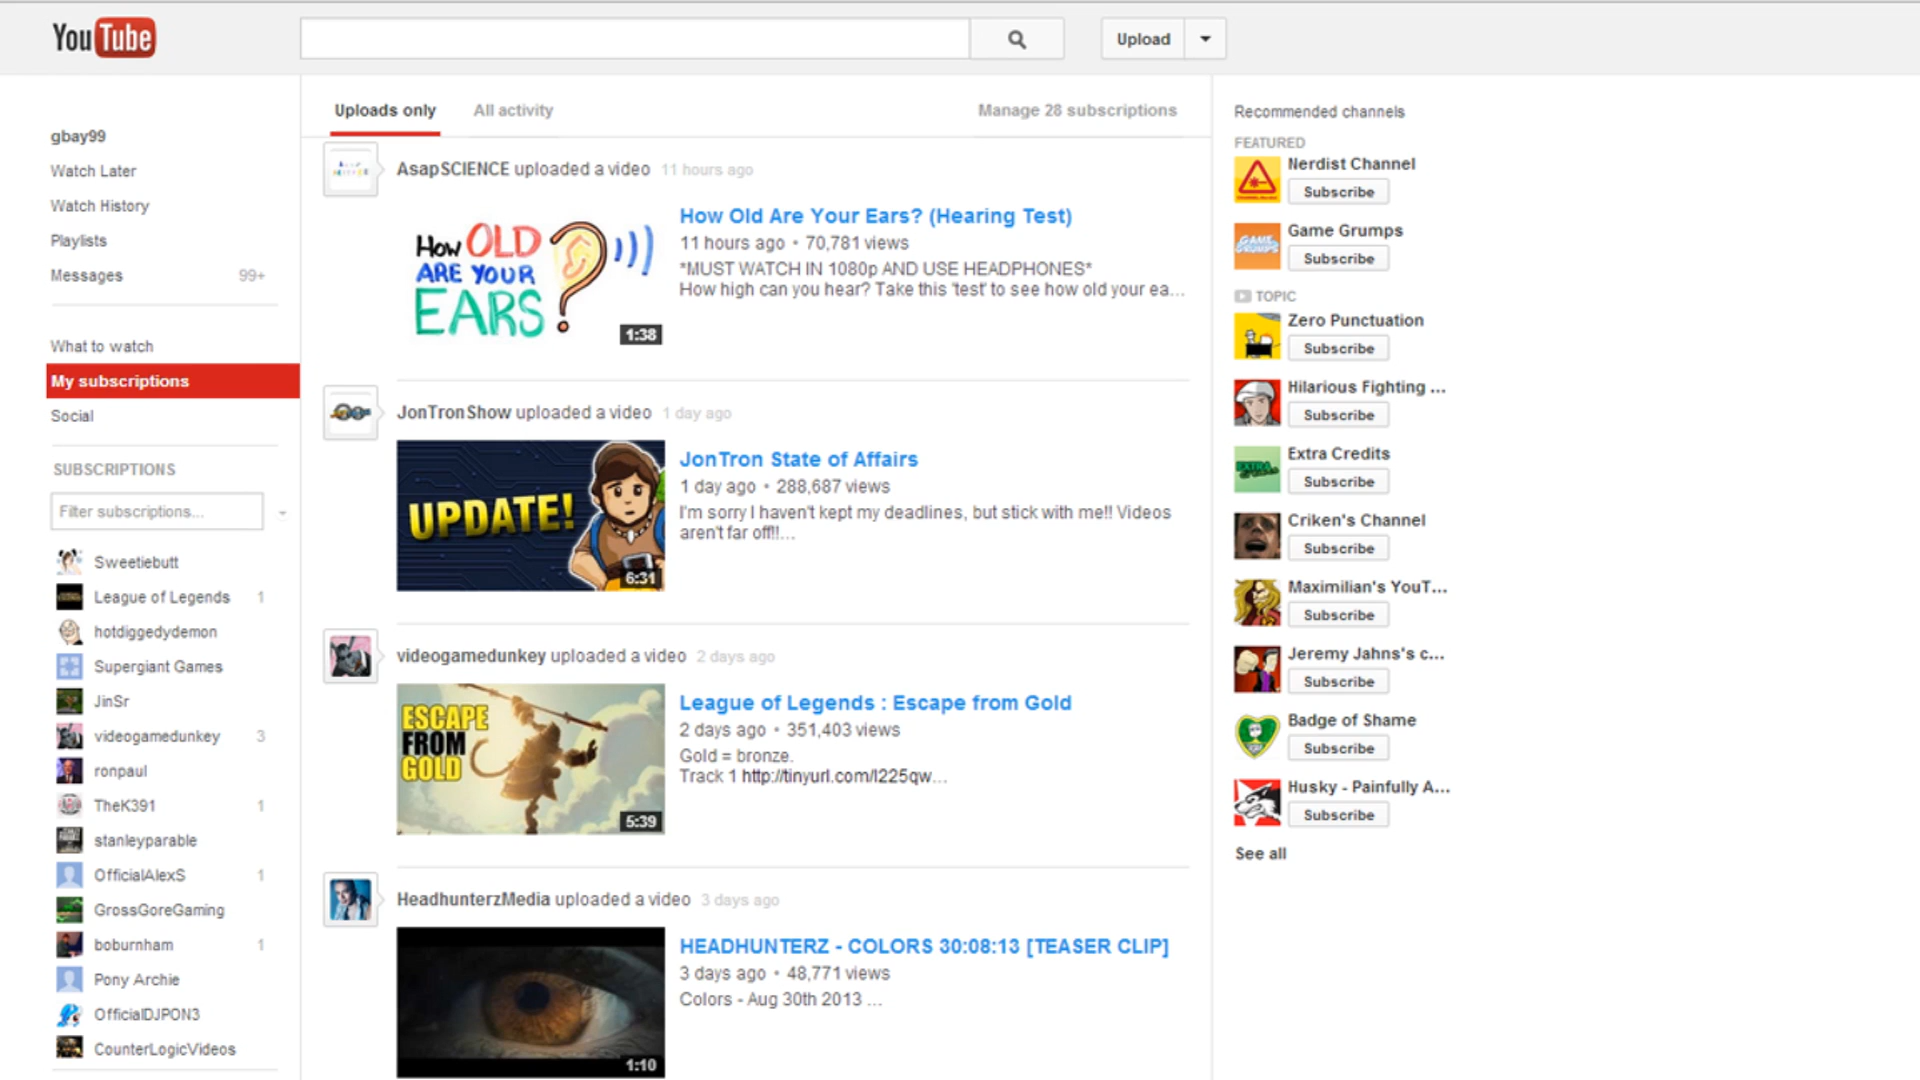 YouTube
Upload
gbay99
Watch Later
Watch History
Playlists
Messages 99+
What to watch
My subscriptions
Social
SUBSCRIPTIONS
Filter subscriptions...
Sweetiebutt
League of Legends 1
hotdiggedydemon
Supergiant Games
JinSr
videogamedunkey 3
ronpaul
TheK391 1
stanleyparable
OfficialAlexS 1
GrossGoreGaming
boburnham 1
Pony Archie
OfficialDJPON3
CounterLogicVideos
Uploads only All activity Manage 28 subscriptions
AsapSCIENCE uploaded a video 11 hours ago
How OLD
ARE YOUR
EARS
1:38
How Old Are Your Ears? (Hearing Test)
11 hours ago • 70,781 views
*MUST WATCH IN 1080p AND USE HEADPHONES*
How high can you hear? Take this 'test' to see how old your ea...
JonTronShow uploaded a video 1 day ago
UPDATE!
6:31
JonTron State of Affairs
1 day ago • 288,687 views
I'm sorry I haven't kept my deadlines, but stick with me!! Videos
aren't far off!!...
videogamedunkey uploaded a video 2 days ago
ESCAPE
FROM
GOLD
5:39
League of Legends : Escape from Gold
2 days ago • 351,403 views
Gold = bronze.
Track 1 http://tinyurl.com/l225qw...
HeadhunterzMedia uploaded a video 3 days ago
1:10
HEADHUNTERZ - COLORS 30:08:13 [TEASER CLIP]
3 days ago • 48,771 views
Colors - Aug 30th 2013 ...
Recommended channels
FEATURED
Nerdist Channel
Subscribe
GAME
GRUMPS
Game Grumps
Subscribe
TOPIC
Zero Punctuation
Subscribe
Hilarious Fighting ...
Subscribe
EXTRA
Extra Credits
Subscribe
Criken's Channel
Subscribe
Maximilian's YouT...
Subscribe
Jeremy Jahns's c...
Subscribe
Badge of Shame
Subscribe
Husky - Painfully A...
Subscribe
See all